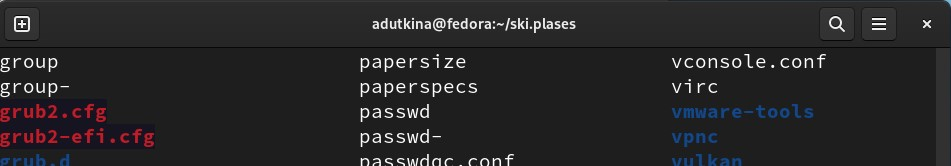 adutkina@fedora:~/ski.plases
group papersize vconsole.conf
group- paperspecs virc
grub2.cfg passwd vmware-tools
grub2-efi.cfg passwd- vpnc
grub.d passwdqc.conf vulkan